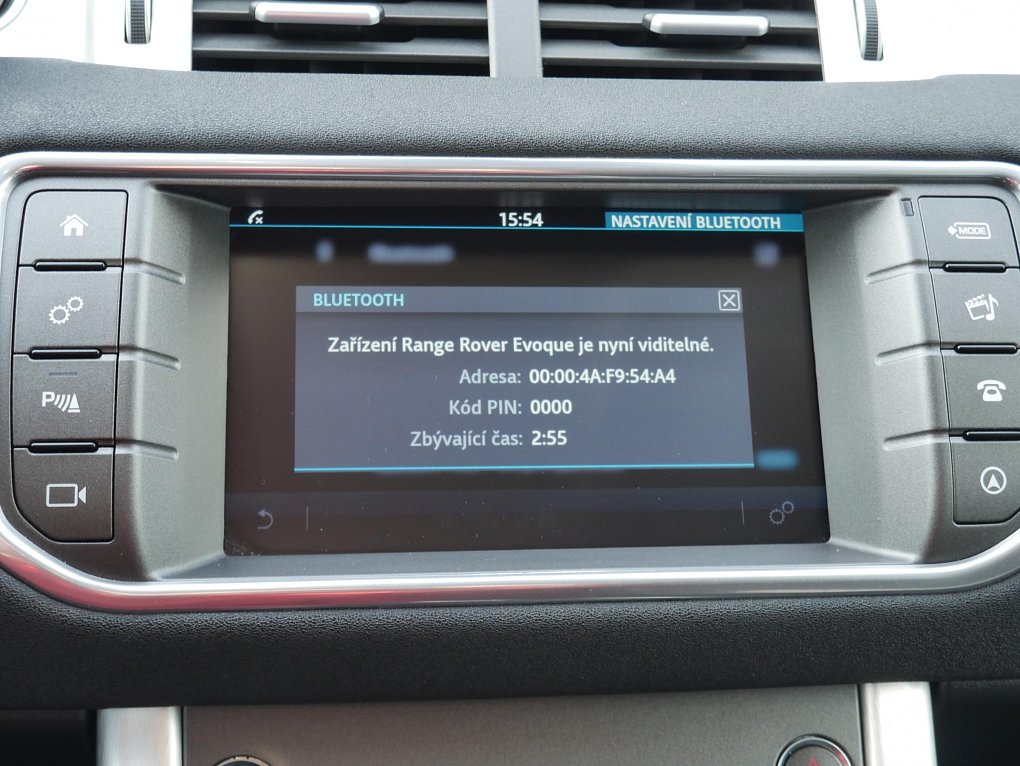 15:54 NASTAVENÍ BLUETOOTH
MODE
BLUETOOTH
Zařízení Range Rover Evoque je nyní viditelné.
Adresa: 00:00:4A:F9:54:A4
Kód PIN: 0000
Zbývající čas: 2:55
P